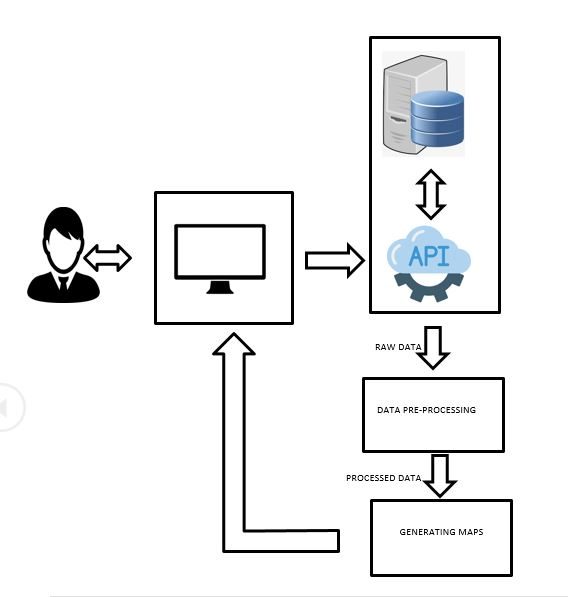 API
RAW DATA
DATA PRE-PROCESSING
PROCESSED DATA
GENERATING MAPS